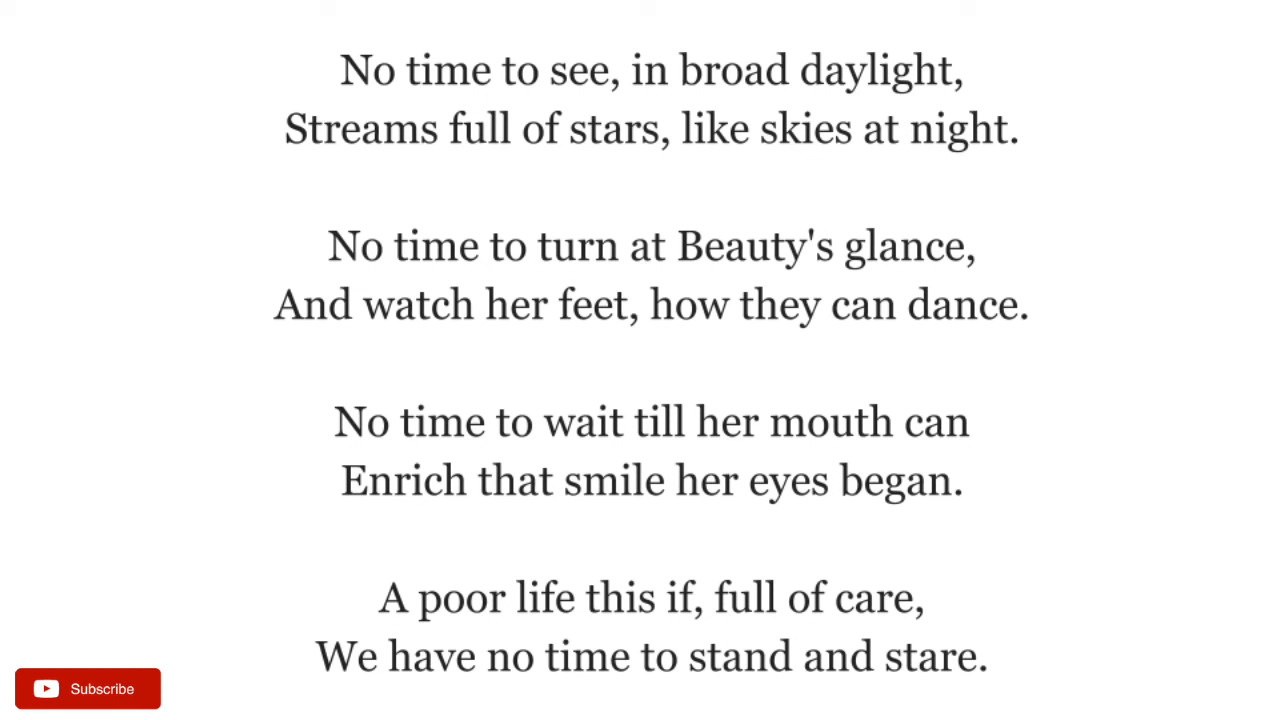 No time to see, in broad daylight,
Streams full of stars, like skies at night.
No time to turn at Beauty's glance,
And watch her feet, how they can dance.
No time to wait till her mouth can
Enrich that smile her eyes began.
A poor life this if, full of care,
We have no time to stand and stare.
Subscribe